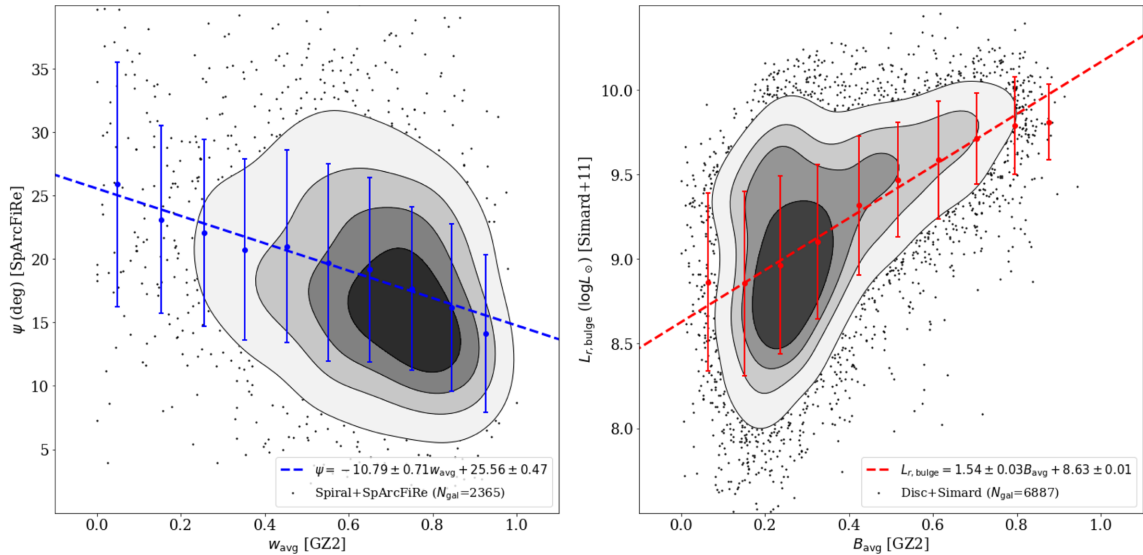 35
30
25
20
15
10
5
ψ (deg) [SpArcFiRe]
ψ = −10.79 ± 0.71w_avg + 25.56 ± 0.47
Spiral+SpArcFiRe (N_gal=2365)
0.0 0.2 0.4 0.6 0.8 1.0
w_avg [GZ2]
10.0
9.5
9.0
8.5
8.0
L_r, bulge (logL_⊙) [Simard+11]
L_r, bulge = 1.54 ± 0.03B_avg + 8.63 ± 0.01
Disc+Simard (N_gal=6887)
0.0 0.2 0.4 0.6 0.8 1.0
B_avg [GZ2]